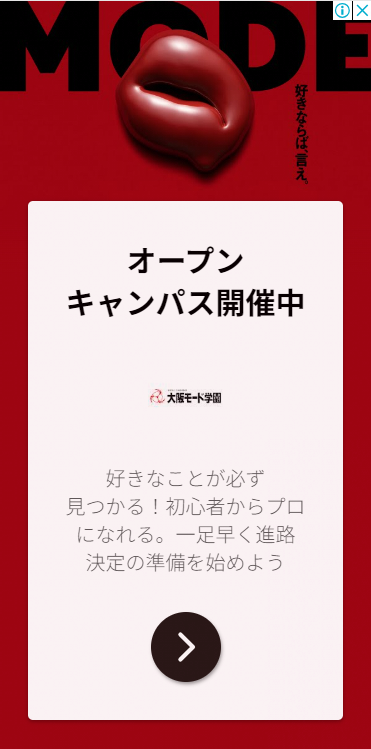 MODE
好きならば、言え。
オープン
キャンパス開催中
大阪モード学園
好きなことが必ず
見つかる！初心者からプロ
になれる。一足早く進路
決定の準備を始めよう